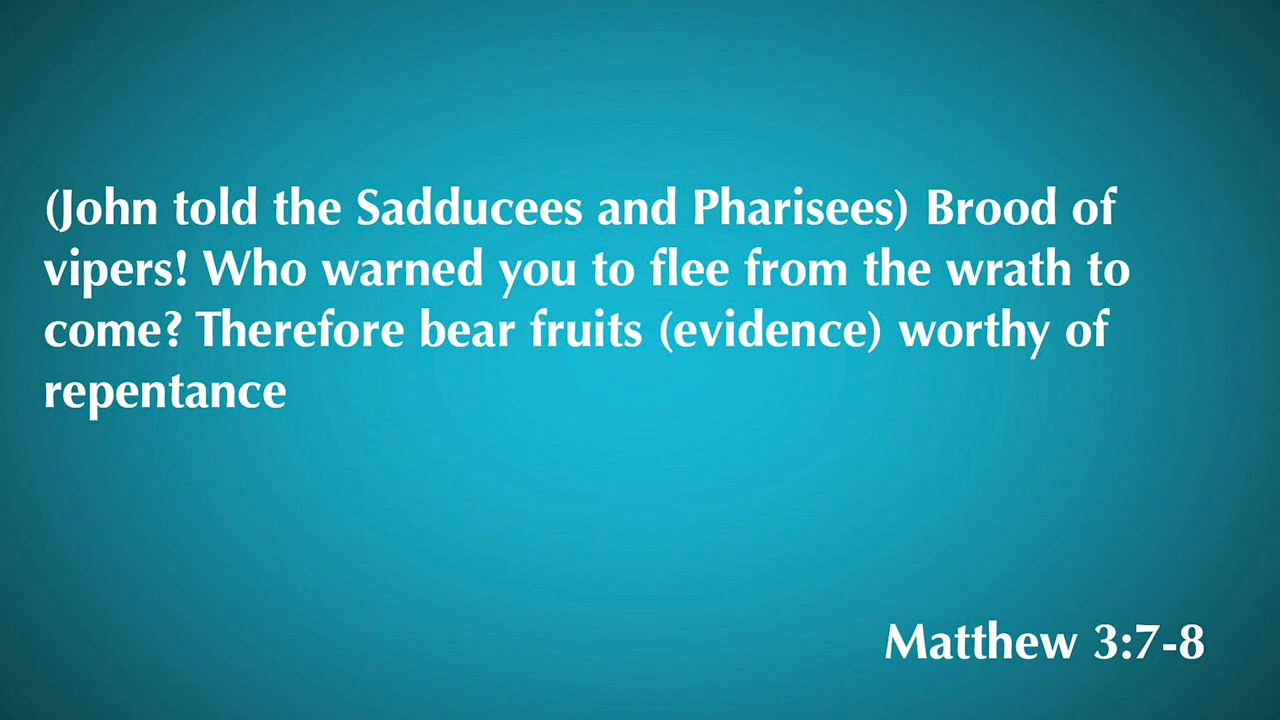 (John told the Sadducees and Pharisees) Brood of
vipers! Who warned you to flee from the wrath to
come? Therefore bear fruits (evidence) worthy of
repentance
Matthew 3:7-8